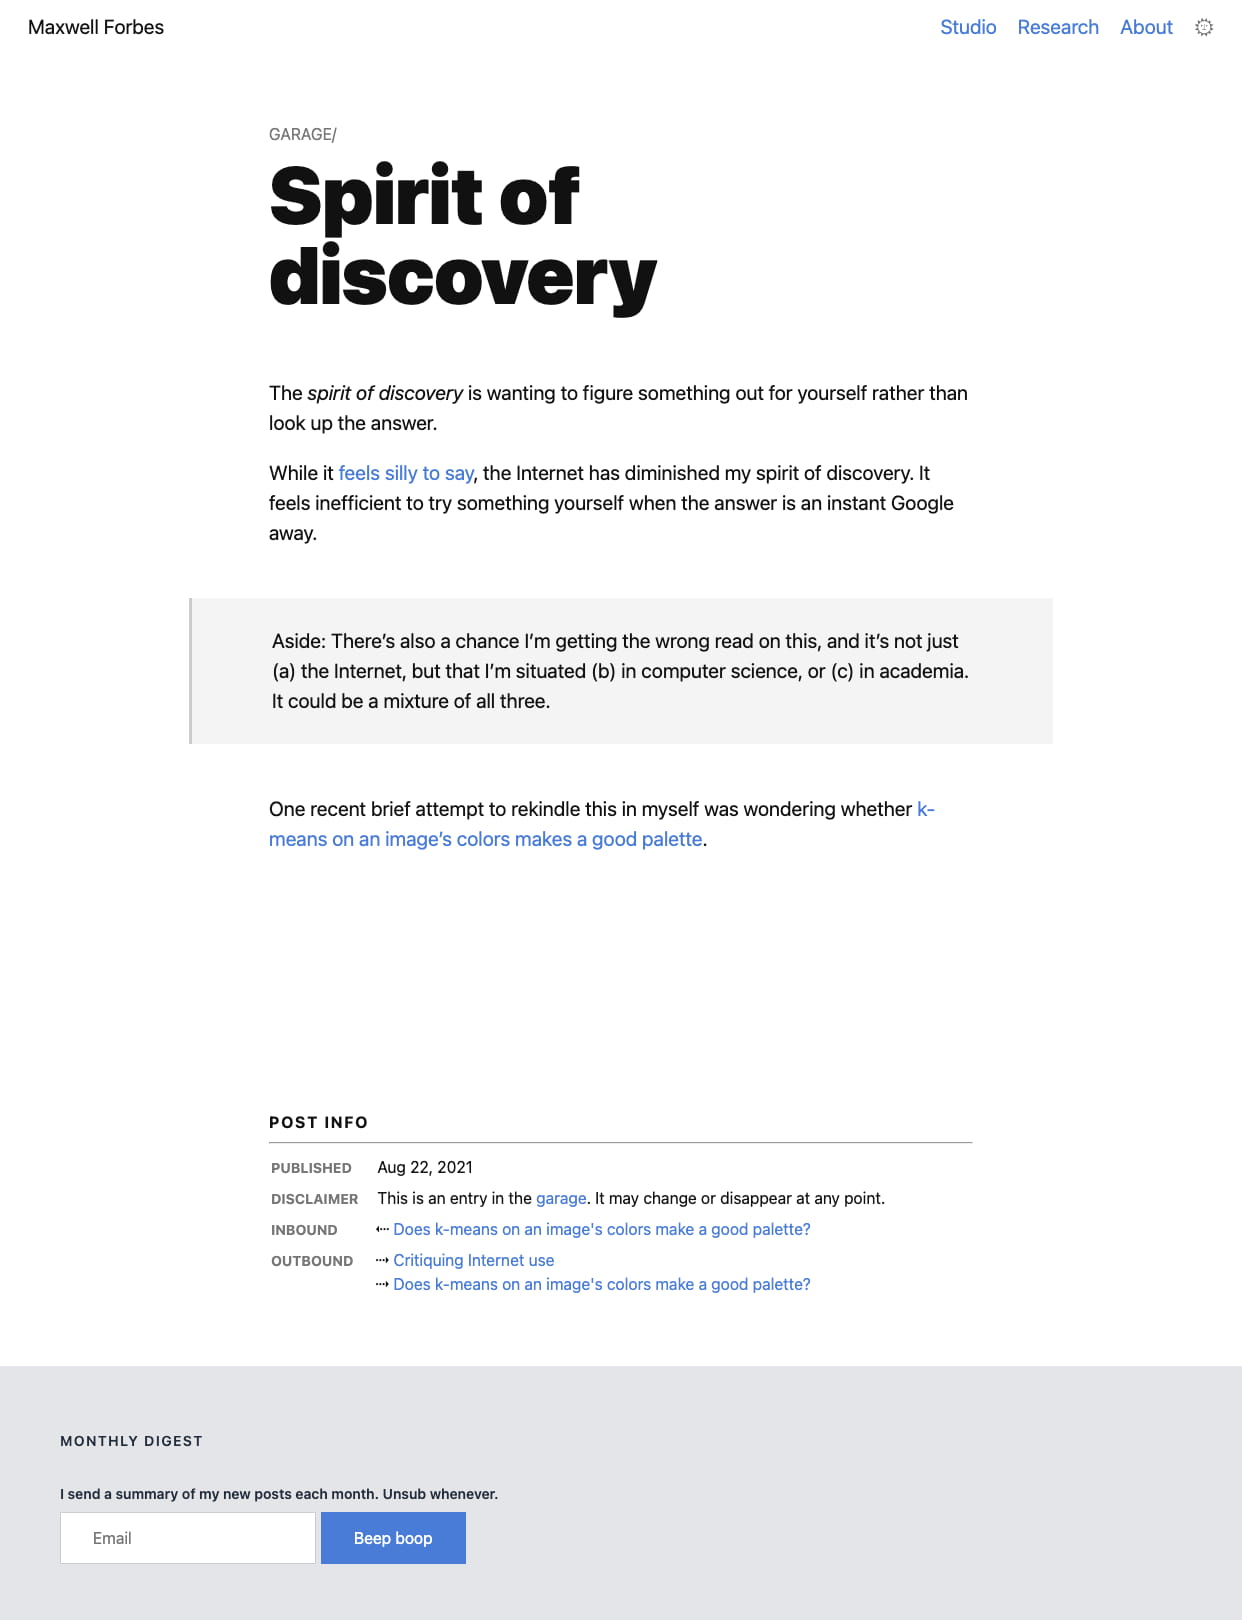 Maxwell Forbes
Studio Research About
GARAGE/
Spirit of
discovery
The spirit of discovery is wanting to figure something out for yourself rather than
look up the answer.
While it feels silly to say, the Internet has diminished my spirit of discovery. It
feels inefficient to try something yourself when the answer is an instant Google
away.
Aside: There’s also a chance I’m getting the wrong read on this, and it’s not just
(a) the Internet, but that I’m situated (b) in computer science, or (c) in academia.
It could be a mixture of all three.
One recent brief attempt to rekindle this in myself was wondering whether k-
means on an image’s colors makes a good palette.
POST INFO
PUBLISHED Aug 22, 2021
DISCLAIMER This is an entry in the garage. It may change or disappear at any point.
INBOUND ⇠ Does k-means on an image's colors make a good palette?
OUTBOUND ⇢ Critiquing Internet use
⇢ Does k-means on an image's colors make a good palette?
MONTHLY DIGEST
I send a summary of my new posts each month. Unsub whenever.
Email Beep boop